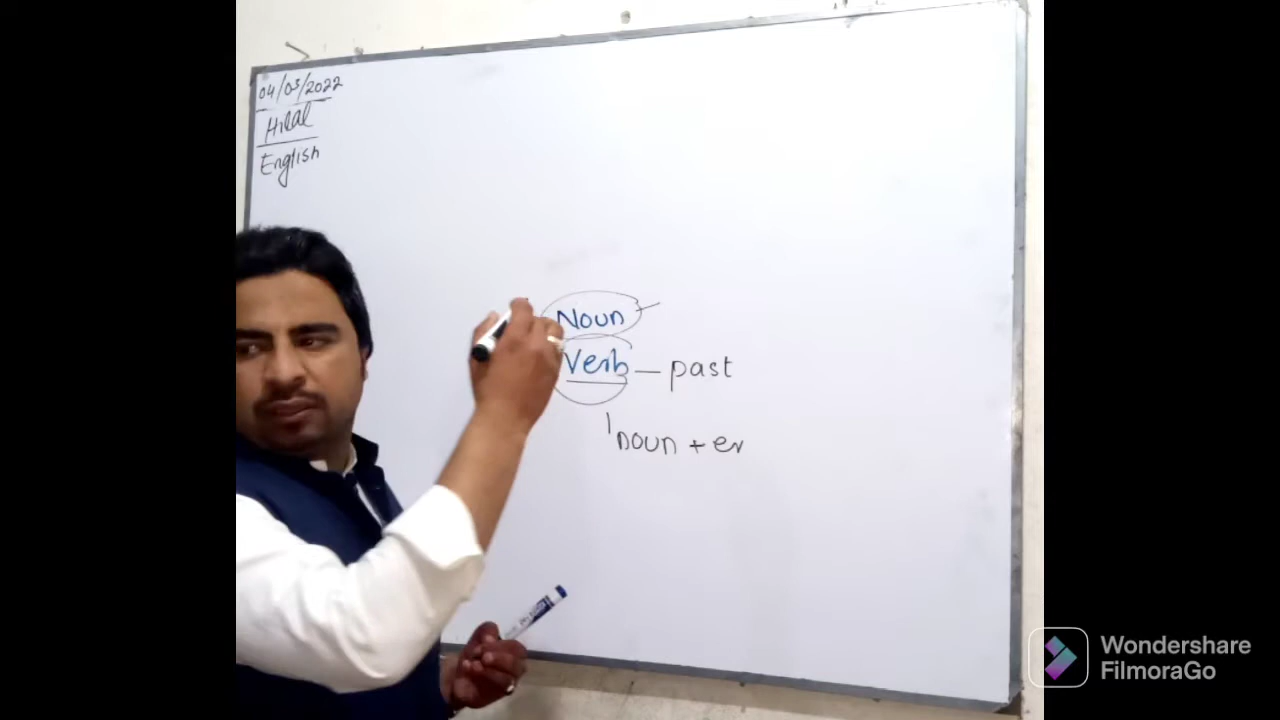 04/03/2022
Hilal
English
Noun
Verb — past
noun + er
Wondershare
FilmoraGo